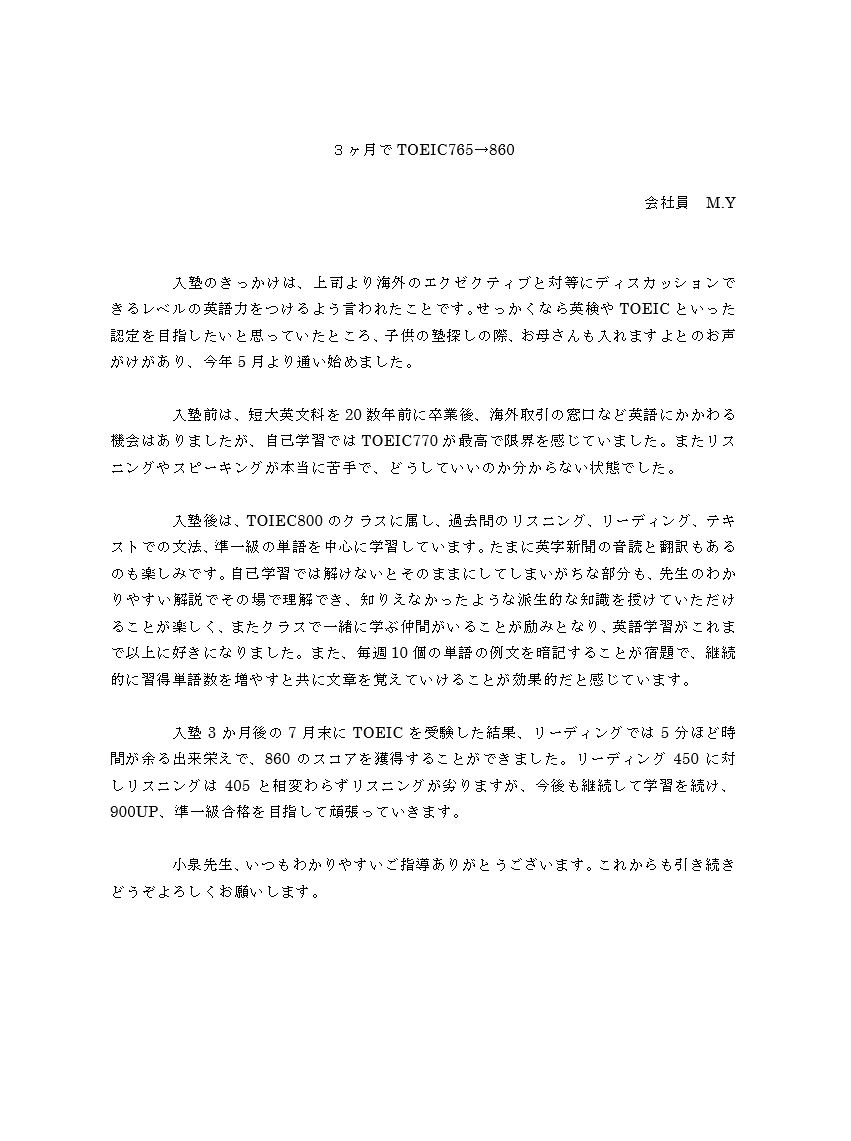 ３ヶ月で TOEIC765→860
会社員　M.Y
入塾のきっかけは、上司より海外のエクゼクティブと対等にディスカッションで
きるレベルの英語力をつけるよう言われたことです。せっかくなら英検や TOEIC といった
認定を目指したいと思っていたところ、子供の塾探しの際、お母さんも入れますよとのお声
がけがあり、今年 5 月より通い始めました。
入塾前は、短大英文科を 20 数年前に卒業後、海外取引の窓口など英語にかかわる
機会はありましたが、自己学習では TOEIC770 が最高で限界を感じていました。またリス
ニングやスピーキングが本当に苦手で、どうしていいのか分からない状態でした。
入塾後は、TOIEC800 のクラスに属し、過去問のリスニング、リーディング、テキ
ストでの文法、準一級の単語を中心に学習しています。たまに英字新聞の音読と翻訳もある
のも楽しみです。自己学習では解けないとそのままにしてしまいがちな部分も、先生のわか
りやすい解説でその場で理解でき、知りえなかったような派生的な知識を授けていただけ
ることが楽しく、またクラスで一緒に学ぶ仲間がいることが励みとなり、英語学習がこれま
で以上に好きになりました。また、毎週 10 個の単語の例文を暗記することが宿題で、継続
的に習得単語数を増やすと共に文章を覚えていけることが効果的だと感じています。
入塾 3 か月後の 7 月末に TOEIC を受験した結果、リーディングでは 5 分ほど時
間が余る出来栄えで、860 のスコアを獲得することができました。リーディング 450 に対
しリスニングは 405 と相変わらずリスニングが劣りますが、今後も継続して学習を続け、
900UP、準一級合格を目指して頑張っていきます。
小泉先生、いつもわかりやすいご指導ありがとうございます。これからも引き続き
どうぞよろしくお願いします。